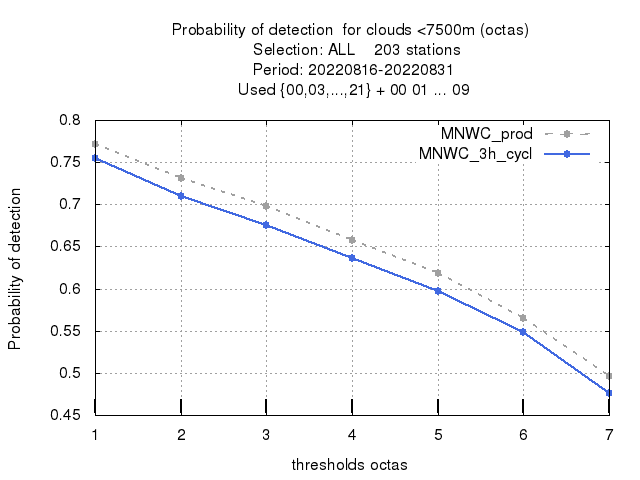 Probability of detection  for clouds <7500m (octas)
Selection: ALL    203 stations
Period: 20220816-20220831
Used {00,03,...,21} + 00 01 ... 09
MNWC_prod
MNWC_3h_cycl
Probability of detection
0.8
0.75
0.7
0.65
0.6
0.55
0.5
0.45
1 2 3 4 5 6 7
thresholds octas